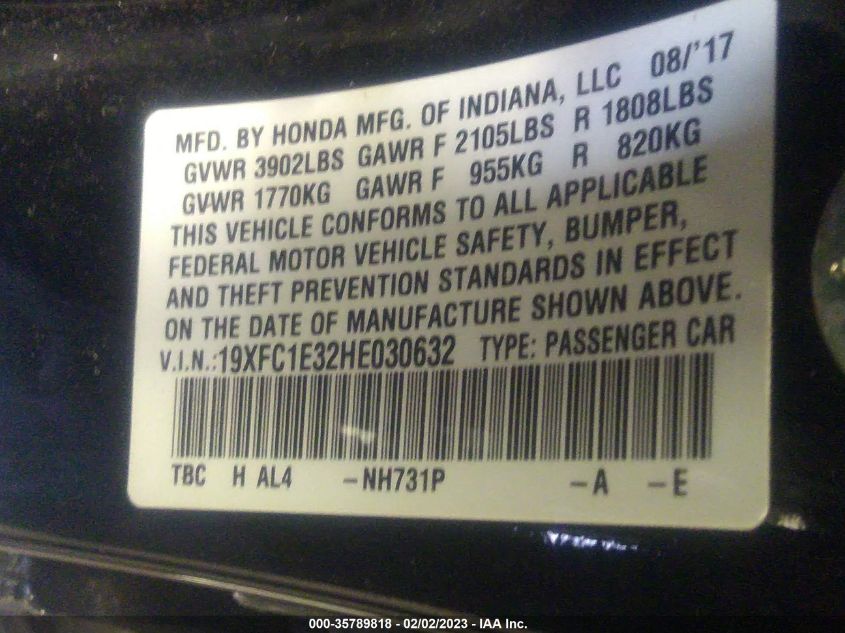 MFD. BY HONDA MFG. OF INDIANA, LLC 08/'17
GVWR 3902LBS GAWR F 2105LBS R 1808LBS
GVWR 1770KG GAWR F 955KG R 820KG
THIS VEHICLE CONFORMS TO ALL APPLICABLE
FEDERAL MOTOR VEHICLE SAFETY, BUMPER,
AND THEFT PREVENTION STANDARDS IN EFFECT
ON THE DATE OF MANUFACTURE SHOWN ABOVE.
V.I.N.:19XFC1E32HE030632 TYPE: PASSENGER CAR
TBC H AL4 -NH731P -A -E
000-35789818 - 02/02/2023 - IAA Inc.